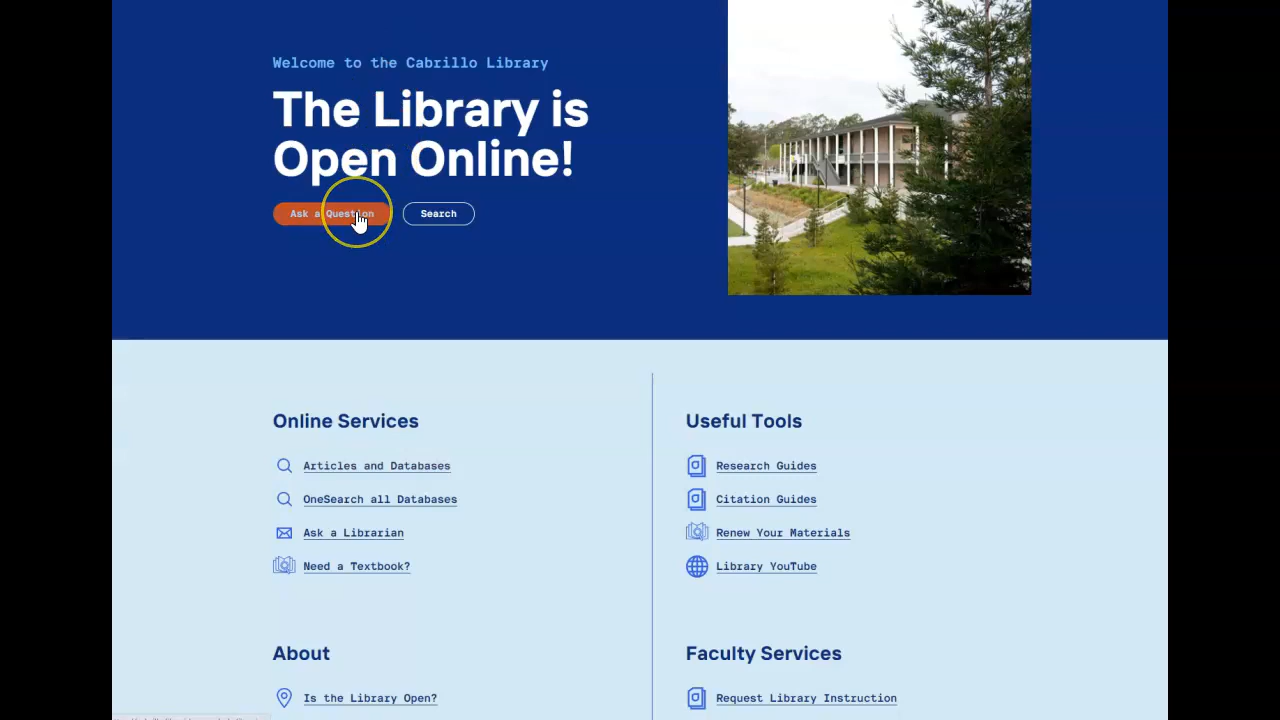 Welcome to the Cabrillo Library
The Library is
Open Online!
Ask a Question
Search
Online Services
Articles and Databases
OneSearch all Databases
Ask a Librarian
Need a Textbook?
Useful Tools
Research Guides
Citation Guides
Renew Your Materials
Library YouTube
About
Is the Library Open?
Faculty Services
Request Library Instruction